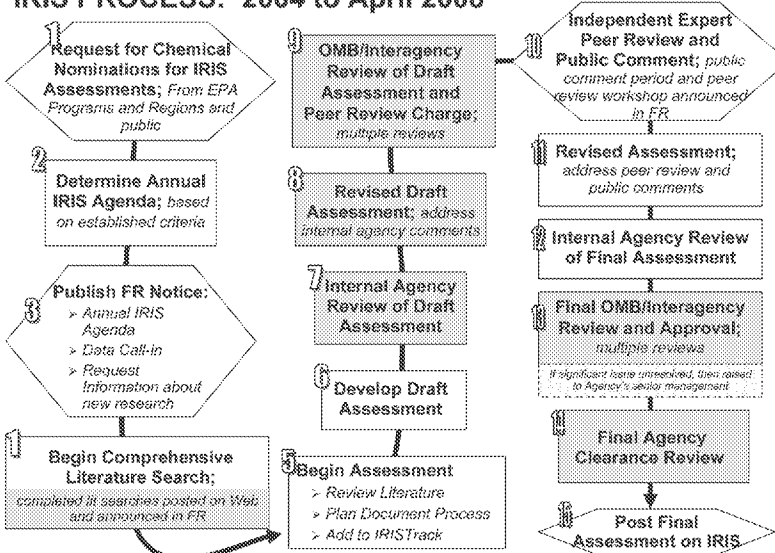 IRIS PROCESS: 2004 to April 2008
1
Request for Chemical
Nominations for IRIS
Assessments; From EPA
Programs and Regions and
public
2
Determine Annual
IRIS Agenda; based
on established criteria
3
Publish FR Notice:
➢ Annual IRIS
Agenda
➢ Data Call-in
➢ Request
Information about
new research
1
Begin Comprehensive
Literature Search;
completed lit searches posted on Web
and announced in FR
5
Begin Assessment
➢ Review Literature
➢ Plan Document Process
➢ Add to IRISTrack
6
Develop Draft
Assessment
7
Internal Agency
Review of Draft
Assessment
8
Revised Draft
Assessment; address
internal agency comments
9
OMB/Interagency
Review of Draft
Assessment and
Peer Review Charge;
multiple reviews
10
Independent Expert
Peer Review and
Public Comment; public
comment period and peer
review workshop announced
in FR
11
Revised Assessment;
address peer review and
public comments
12
Internal Agency Review
of Final Assessment
13
Final OMB/Interagency
Review and Approval;
multiple reviews
If significant issue unresolved, then raised
to Agency's senior management
14
Final Agency
Clearance Review
15
Post Final
Assessment on IRIS